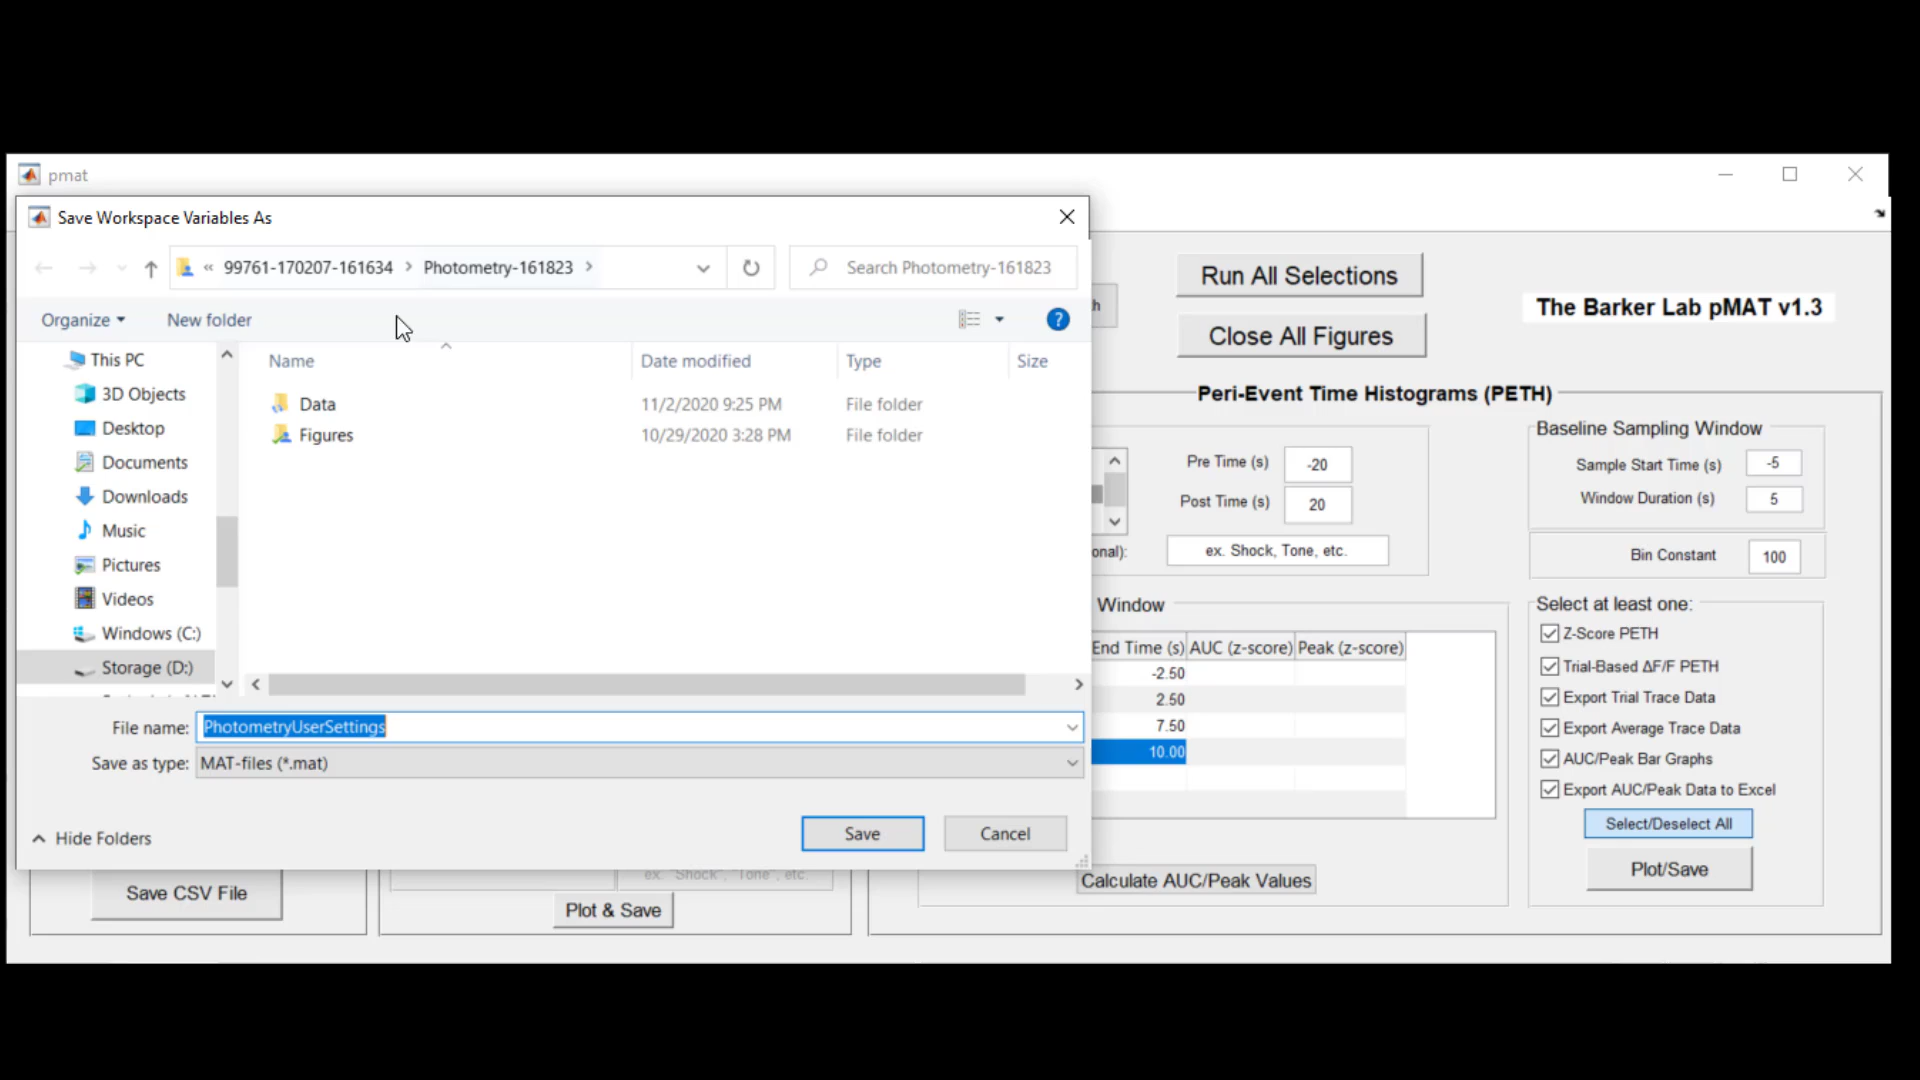 pmat
Save Workspace Variables As
« 99761-170207-161634 › Photometry-161823 ›
Search Photometry-161823
Organize
New folder
?
This PC
3D Objects
Desktop
Documents
Downloads
Music
Pictures
Videos
Windows (C:)
Storage (D:)
Name Date modified Type Size
Data 11/2/2020 9:25 PM File folder
Figures 10/29/2020 3:28 PM File folder
File name: PhotometryUserSettings
Save as type: MAT-files (*.mat)
Hide Folders
Save
Cancel
Run All Selections
Close All Figures
The Barker Lab pMAT v1.3
Peri-Event Time Histograms (PETH)
Pre Time (s) -20
Post Time (s) 20
onal): ex. Shock, Tone, etc.
Baseline Sampling Window
Sample Start Time (s) -5
Window Duration (s) 5
Bin Constant 100
Window
End Time (s) AUC (z-score) Peak (z-score)
-2.50
2.50
7.50
10.00
Select at least one:
Z-Score PETH
Trial-Based ΔF/F PETH
Export Trial Trace Data
Export Average Trace Data
AUC/Peak Bar Graphs
Export AUC/Peak Data to Excel
Select/Deselect All
Plot/Save
Save CSV File
ex. "Shock", "Tone", etc.
Plot & Save
Calculate AUC/Peak Values